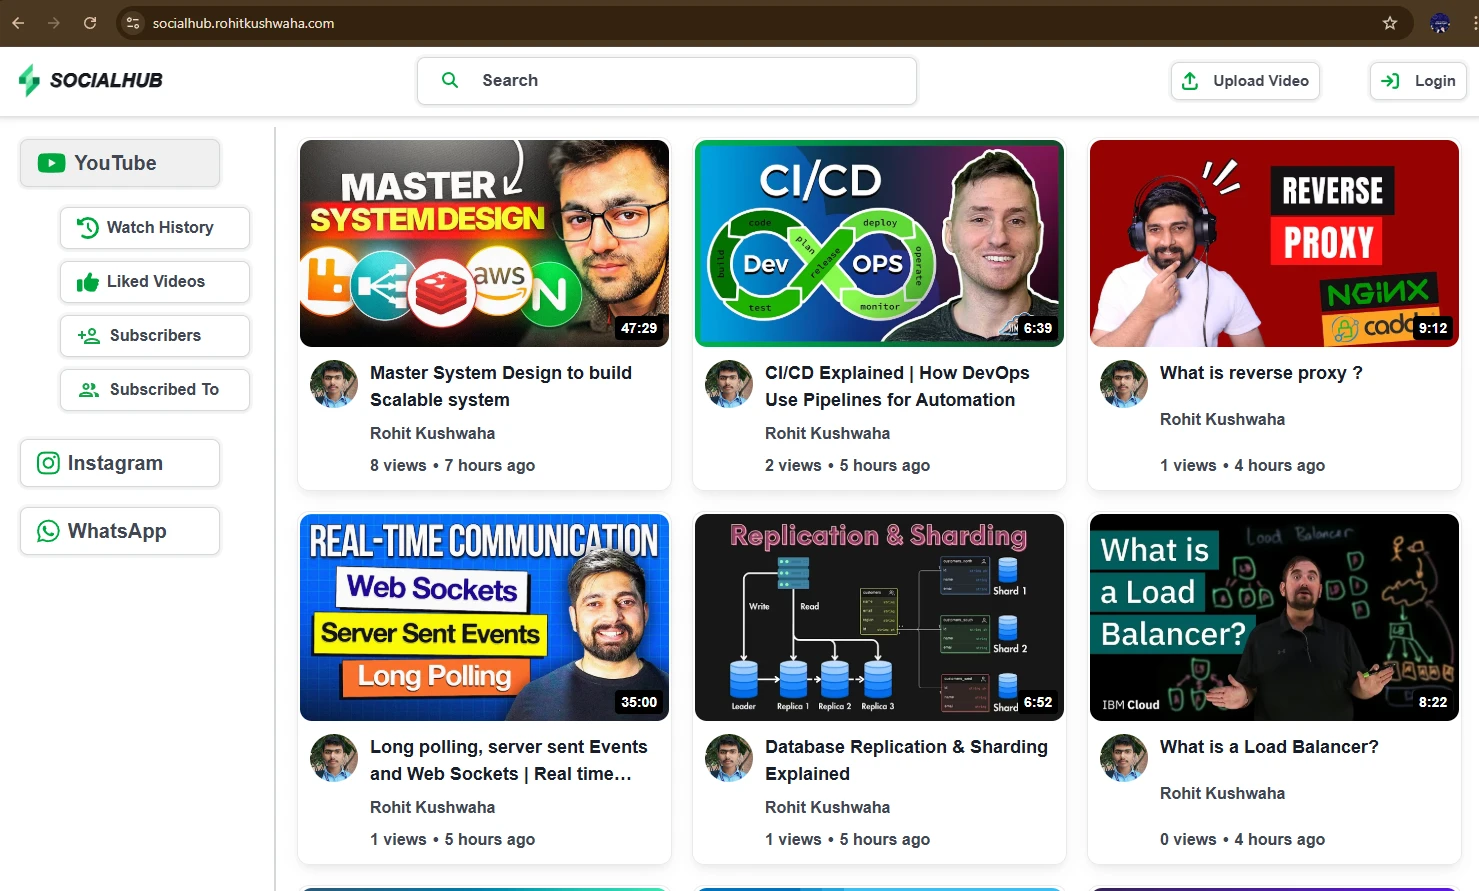 socialhub.rohitkushwaha.com
SOCIALHUB
Search
Upload Video
Login
YouTube
Watch History
Liked Videos
Subscribers
Subscribed To
Instagram
WhatsApp
MASTER
SYSTEM DESIGN
aws
N
47:29
Master System Design to build
Scalable system
Rohit Kushwaha
8 views • 7 hours ago
CI/CD
code
deploy
plan
build
Dev
release
OPS
operate
test
monitor
6:39
CI/CD Explained | How DevOps
Use Pipelines for Automation
Rohit Kushwaha
2 views • 5 hours ago
REVERSE
PROXY
NGINX
cadd
9:12
What is reverse proxy ?
Rohit Kushwaha
1 views • 4 hours ago
REAL-TIME COMMUNICATION
Web Sockets
Server Sent Events
Long Polling
35:00
Long polling, server sent Events
and Web Sockets | Real time...
Rohit Kushwaha
1 views • 5 hours ago
Replication & Sharding
customers_north
Shard 1
Write
Read
customers
customers_south
Shard 2
Shard
Leader
Replica 1
Replica 2
Replica 3
6:52
Database Replication & Sharding
Explained
Rohit Kushwaha
1 views • 5 hours ago
Load Balancer
What is
a Load
Balancer?
IBM Cloud
8:22
What is a Load Balancer?
Rohit Kushwaha
0 views • 4 hours ago